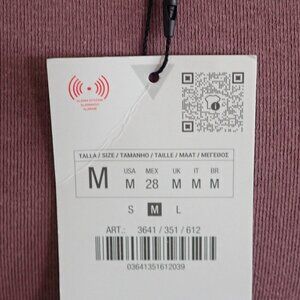 TALLA / SIZE / TAMANHO / TAILLE / MAAT / ΜΕΓΕΘΟΣ
M
USA MEX UK IT BR
M 28 M M M
S M L
ART.: 3641 / 351 / 612
03641351612039